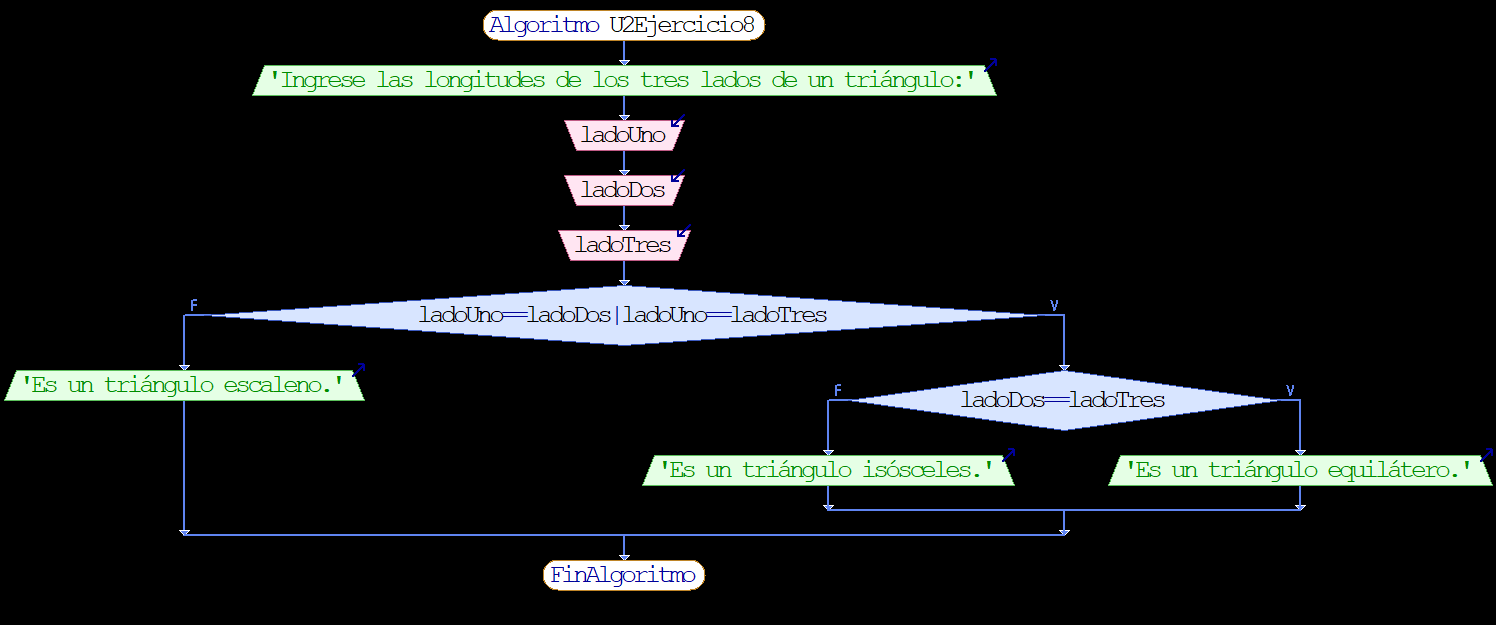 Algoritmo U2Ejercicio8
'Ingrese las longitudes de los tres lados de un triángulo:'
ladoUno
ladoDos
ladoTres
F
V
ladoUno==ladoDos|ladoUno==ladoTres
'Es un triángulo escaleno.'
F
V
ladoDos==ladoTres
'Es un triángulo isósceles.'
'Es un triángulo equilátero.'
FinAlgoritmo